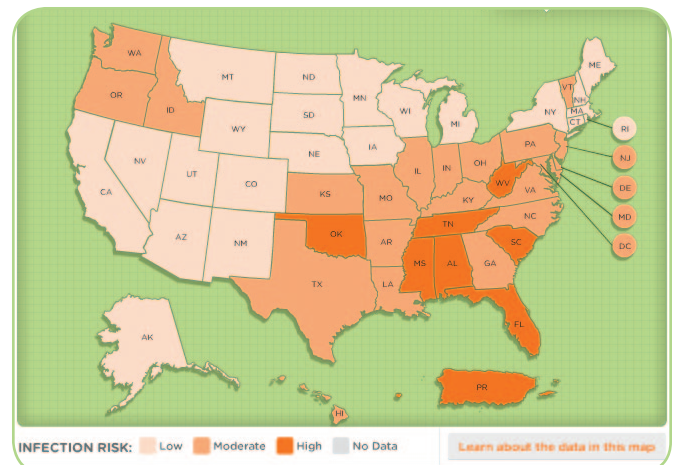 WA
ME
MT
ND
VT
OR
MN
NH
ID
NY
MA
SD
WI
CT
RI
WY
MI
PA
NJ
IA
NE
OH
NV
IL
IN
DE
UT
WV
CO
VA
CA
KS
MO
KY
MD
NC
TN
OK
DC
AZ
NM
AR
SC
MS
AL
GA
TX
LA
FL
AK
PR
HI
INFECTION RISK: Low Moderate High No Data
Learn about the data in this map